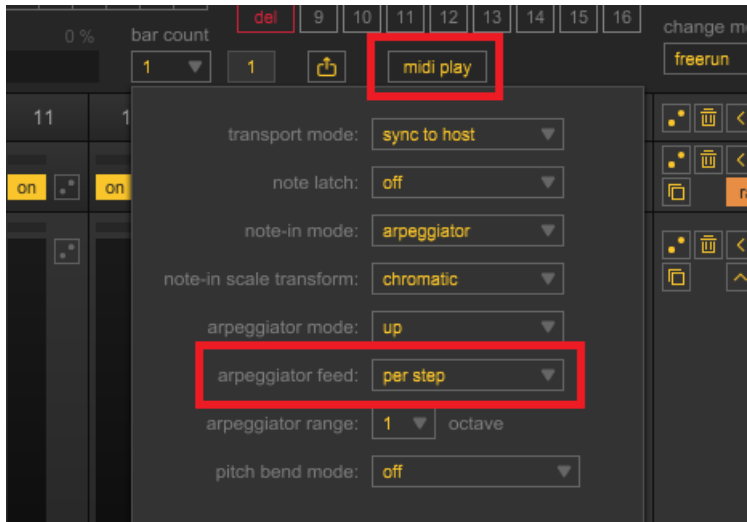 del 9 10 11 12 13 14 15 16
0 % bar count change m
1 1 midi play freerun
11 1
transport mode: sync to host
note latch: off
on on
note-in mode: arpeggiator
note-in scale transform: chromatic
arpeggiator mode: up
arpeggiator feed: per step
arpeggiator range: 1 octave
pitch bend mode: off